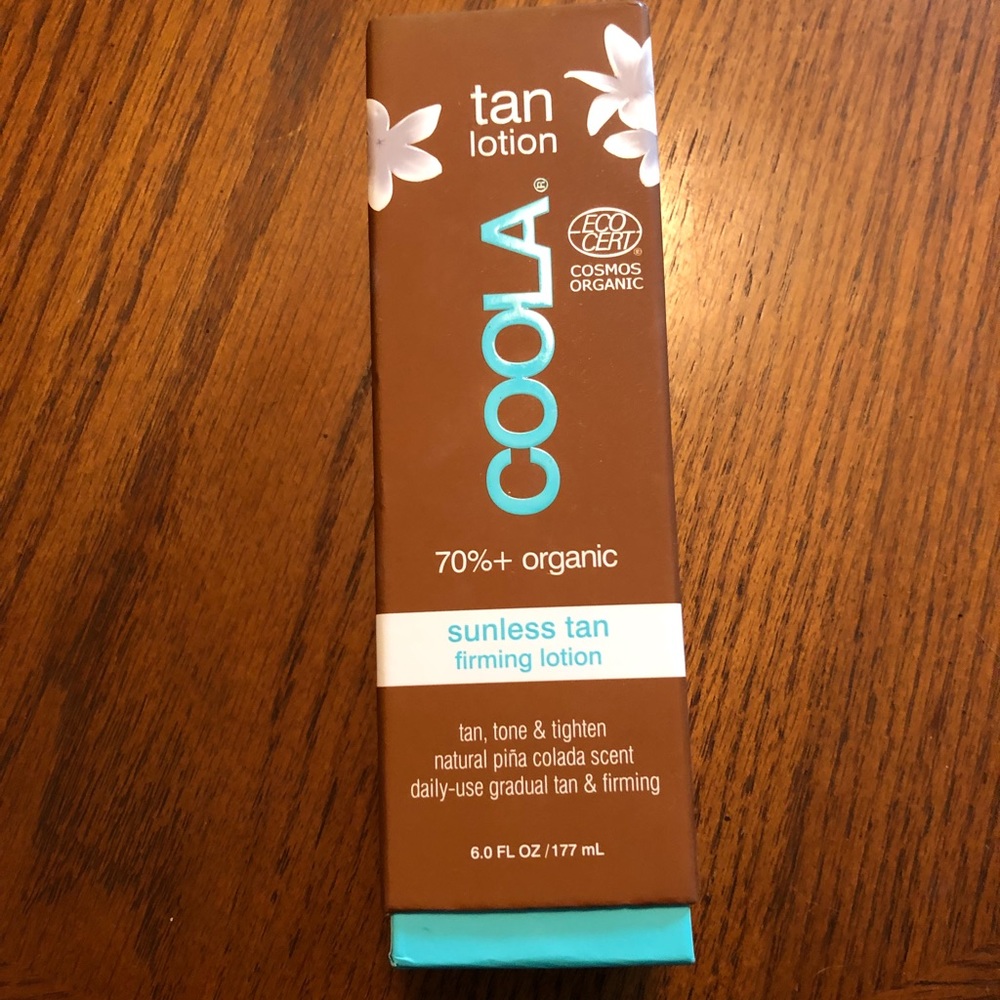 tan
lotion
COOLA®
ECO
CERT®
COSMOS
ORGANIC
70%+ organic
sunless tan
firming lotion
tan, tone & tighten
natural piña colada scent
daily-use gradual tan & firming
6.0 FL OZ / 177 mL